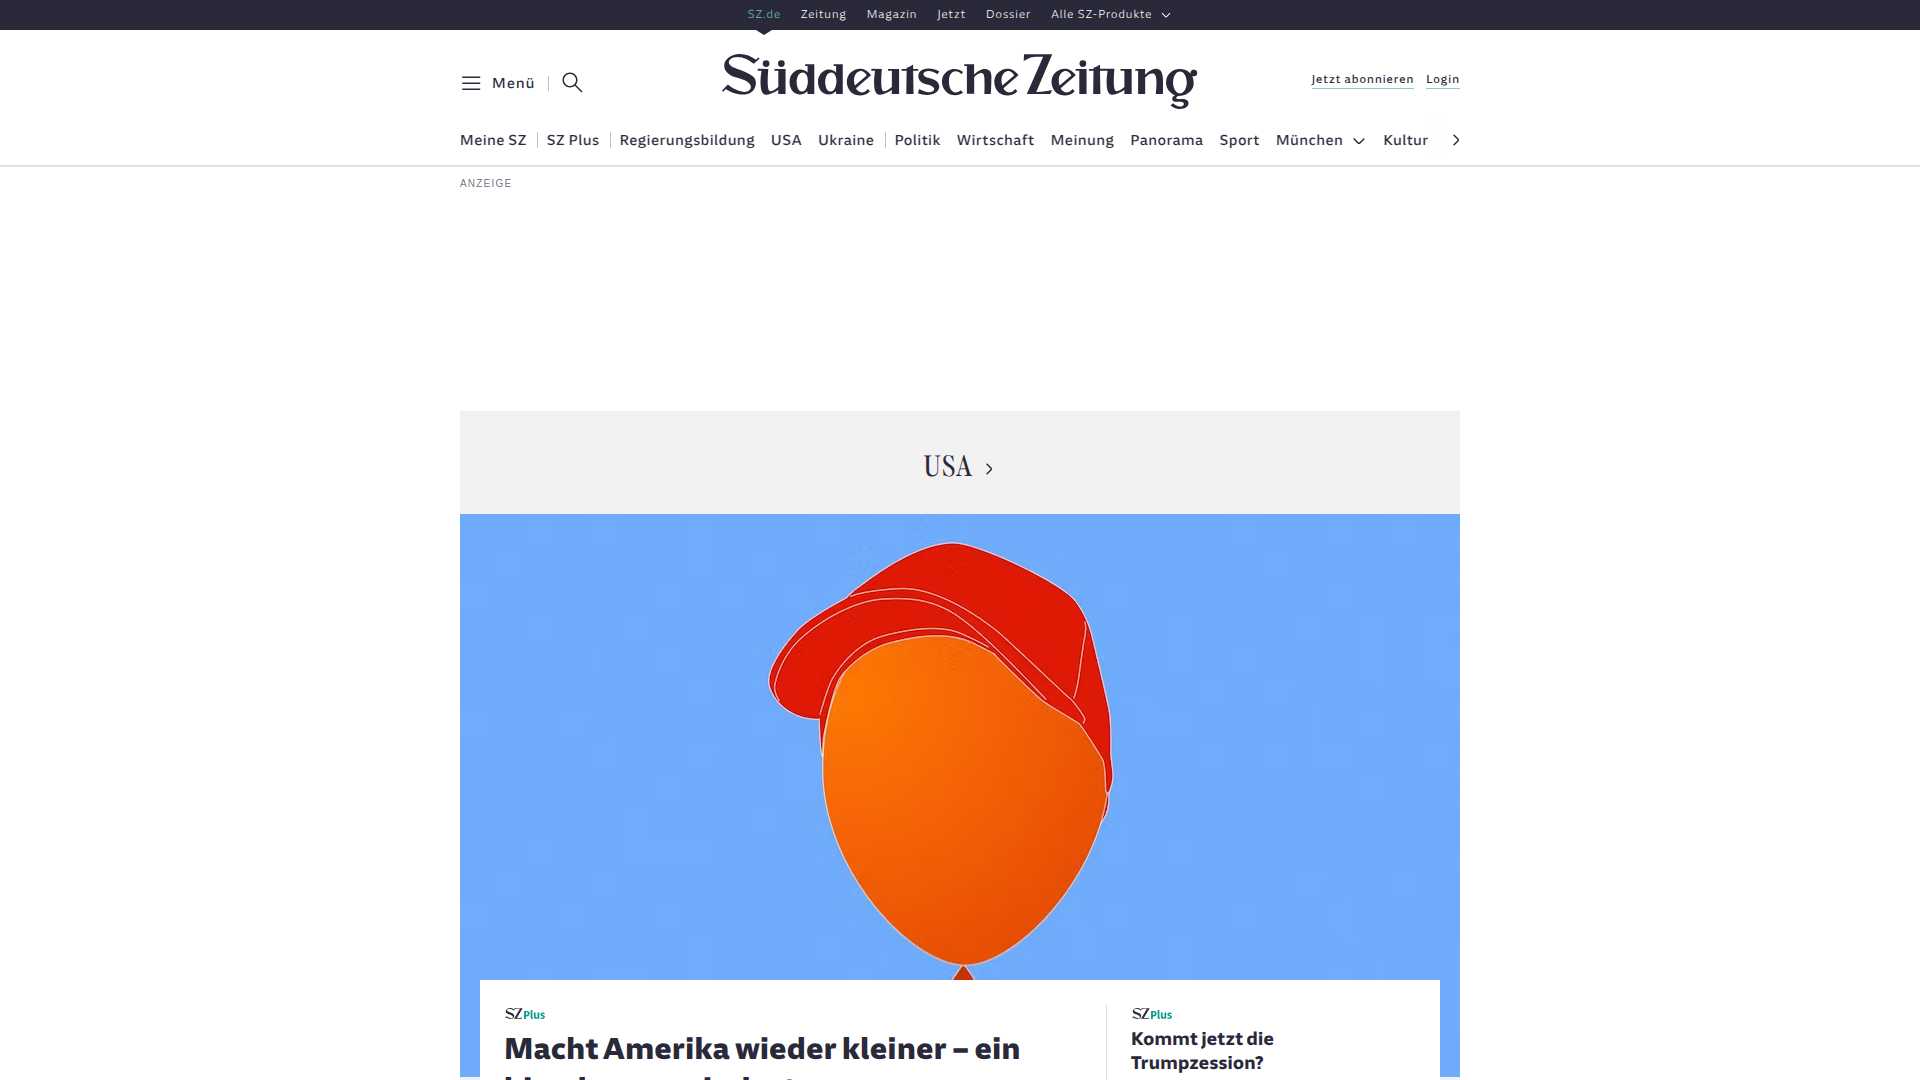 SZ.de Zeitung Magazin Jetzt Dossier Alle SZ-Produkte
Menü
Süddeutsche Zeitung
Jetzt abonnieren Login
Meine SZ SZ Plus Regierungsbildung USA Ukraine Politik Wirtschaft Meinung Panorama Sport München Kultur
ANZEIGE
USA
SZ Plus
Macht Amerika wieder kleiner – ein
SZ Plus
Kommt jetzt die
Trumpzession?